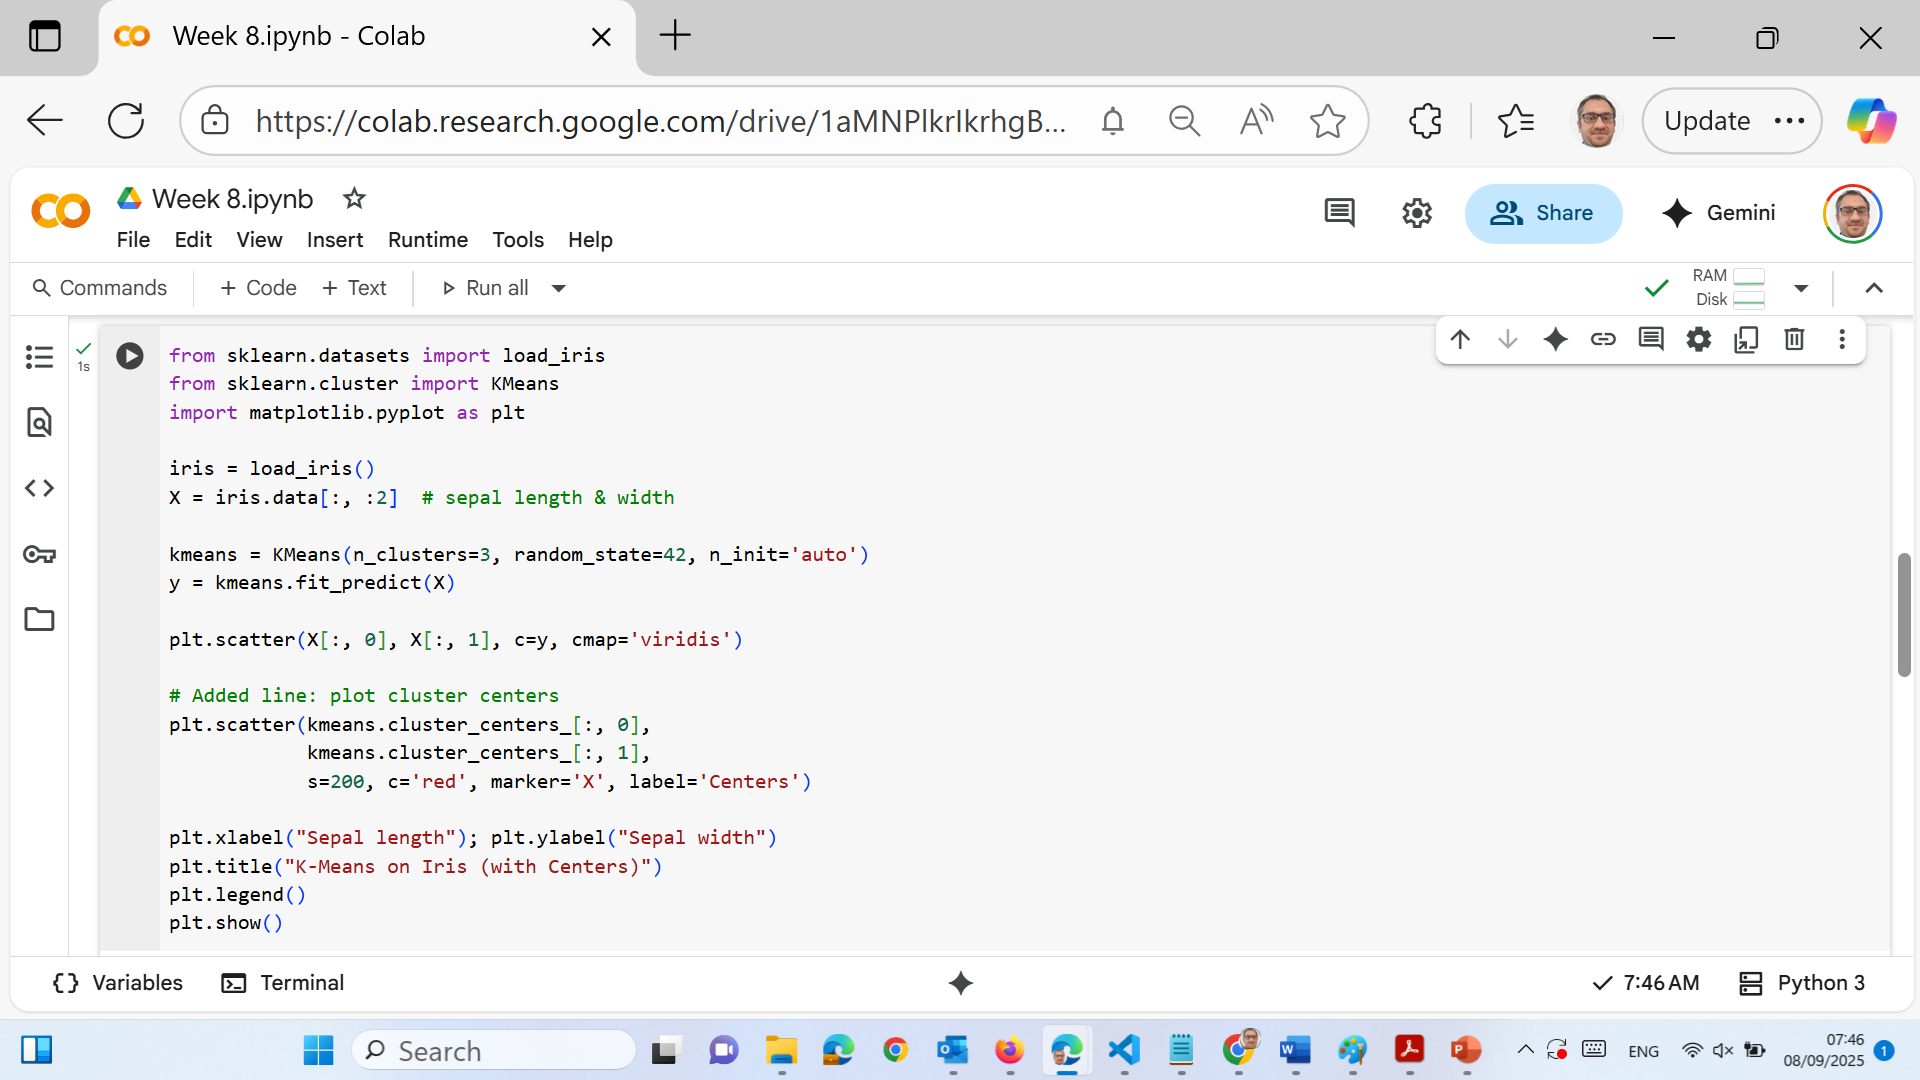 Week 8.ipynb - Colab
https://colab.research.google.com/drive/1aMNPlkrIkrhgB...
Update
Week 8.ipynb
Share
Gemini
File Edit View Insert Runtime Tools Help
Commands
+ Code + Text
Run all
RAM
Disk
1s
from sklearn.datasets import load_iris
from sklearn.cluster import KMeans
import matplotlib.pyplot as plt
iris = load_iris()
X = iris.data[:, :2]  # sepal length & width
kmeans = KMeans(n_clusters=3, random_state=42, n_init='auto')
y = kmeans.fit_predict(X)
plt.scatter(X[:, 0], X[:, 1], c=y, cmap='viridis')
# Added line: plot cluster centers
plt.scatter(kmeans.cluster_centers_[:, 0],
            kmeans.cluster_centers_[:, 1],
            s=200, c='red', marker='X', label='Centers')
plt.xlabel("Sepal length"); plt.ylabel("Sepal width")
plt.title("K-Means on Iris (with Centers)")
plt.legend()
plt.show()
Variables
Terminal
7:46 AM
Python 3
Search
ENG
07:46
08/09/2025
1